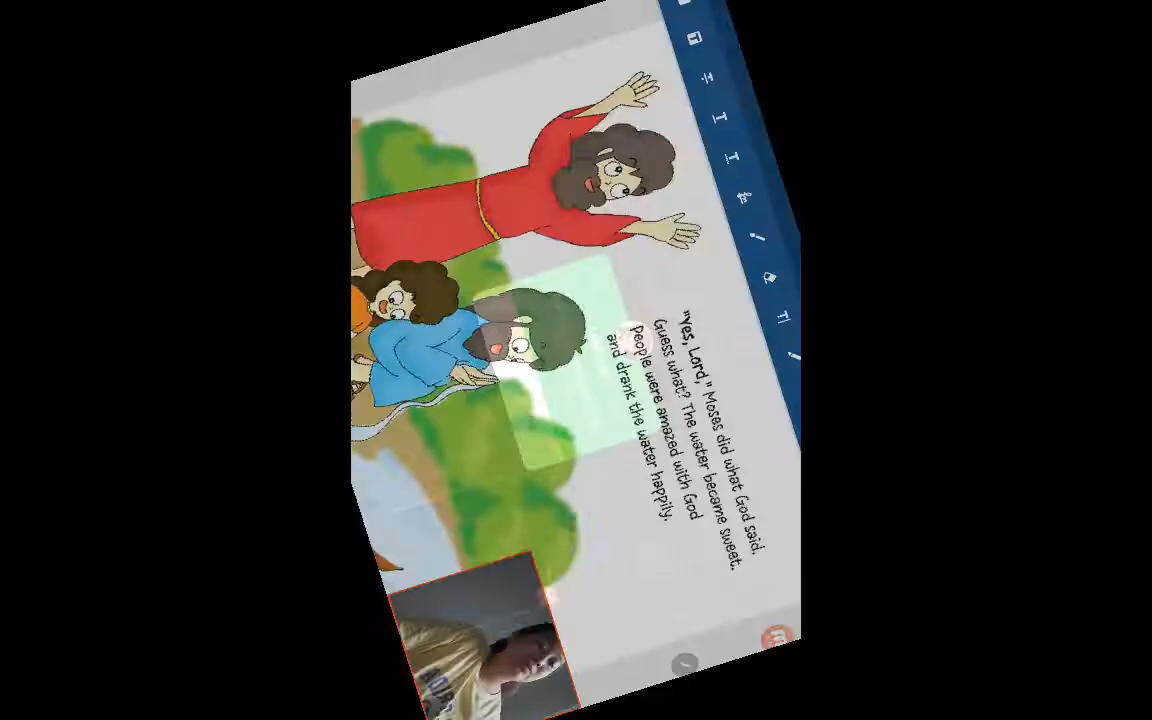 "Yes, Lord," Moses did what God said.
Guess what? The water became sweet.
People were amazed with God
and drank the water happily.